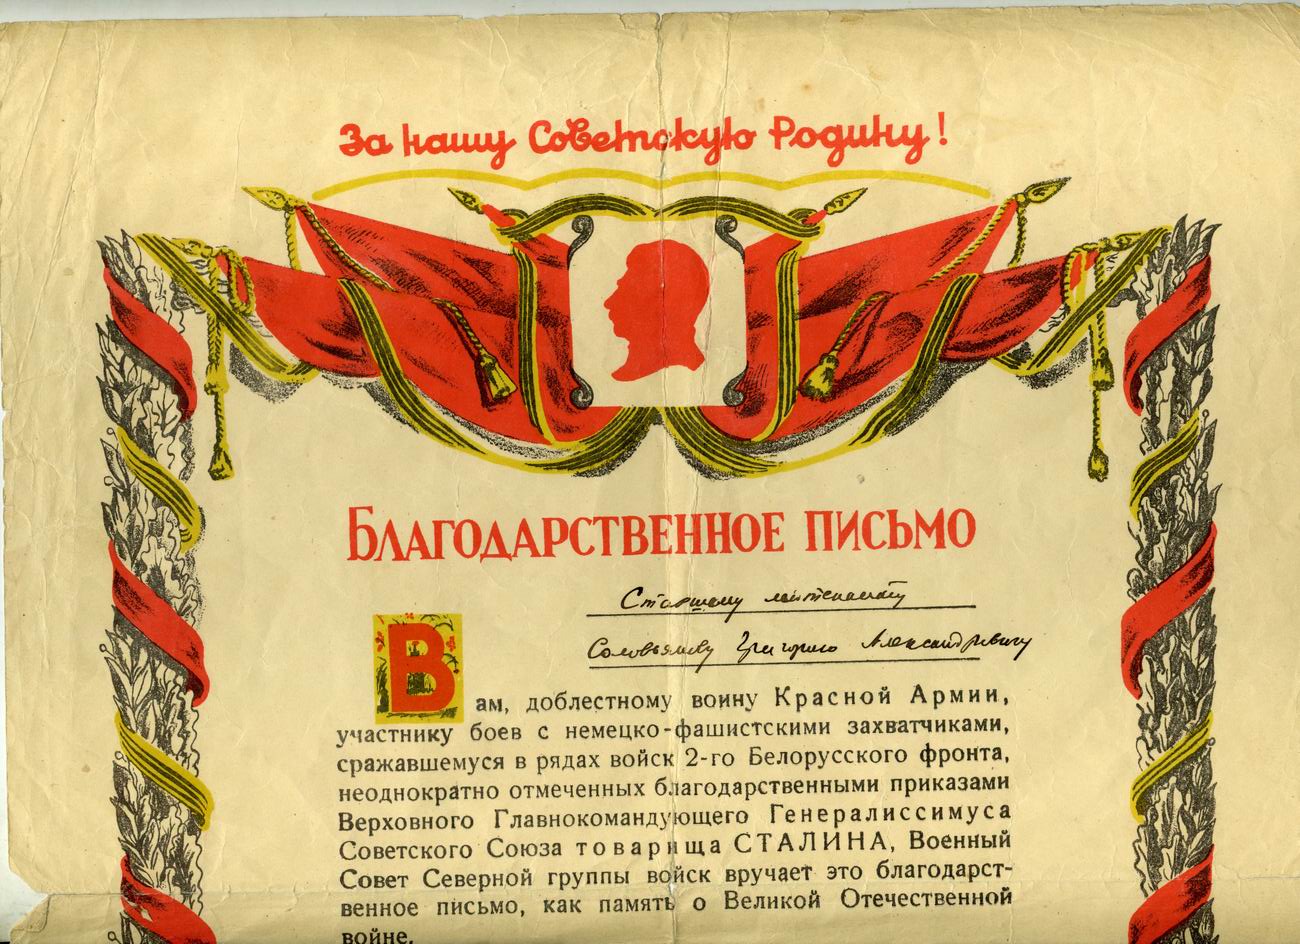 За нашу Советскую Родину!
БЛАГОДАРСТВЕННОЕ ПИСЬМО
Старшему лейтенанту
Соловьянову Григорию Александровичу
Вам, доблестному воину Красной Армии,
участнику боев с немецко-фашистскими захватчиками,
сражавшемуся в рядах войск 2-го Белорусского фронта,
неоднократно отмеченных благодарственными приказами
Верховного Главнокомандующего Генералиссимуса
Советского Союза товарища СТАЛИНА, Военный
Совет Северной группы войск вручает это благодарст-
венное письмо, как память о Великой Отечественной
войне.